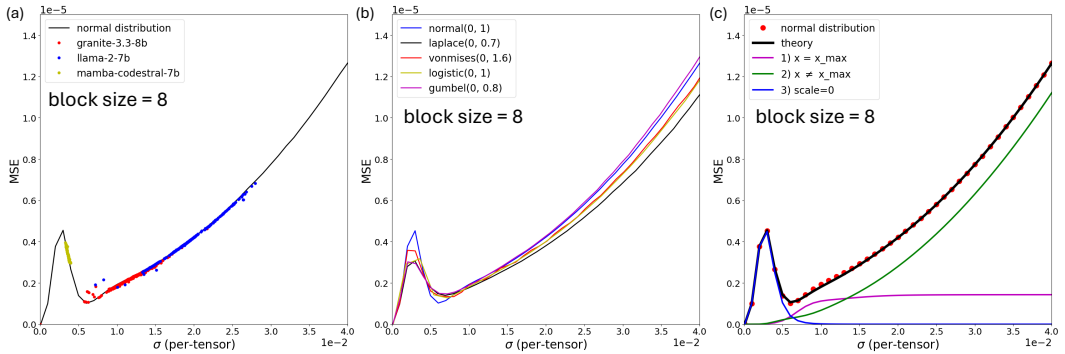 (a)
1e−5
MSE
1.4
1.2
1.0
0.8
0.6
0.4
0.2
0.0
normal distribution
granite-3.3-8b
llama-2-7b
mamba-codestral-7b
block size = 8
0.0 0.5 1.0 1.5 2.0 2.5 3.0 3.5 4.0
σ (per-tensor)
1e−2
(b)
1e−5
MSE
1.4
1.2
1.0
0.8
0.6
0.4
0.2
0.0
normal(0, 1)
laplace(0, 0.7)
vonmises(0, 1.6)
logistic(0, 1)
gumbel(0, 0.8)
block size = 8
0.0 0.5 1.0 1.5 2.0 2.5 3.0 3.5 4.0
σ (per-tensor)
1e−2
(c)
1e−5
MSE
1.4
1.2
1.0
0.8
0.6
0.4
0.2
0.0
normal distribution
theory
1) x = x_max
2) x ≠ x_max
3) scale=0
block size = 8
0.0 0.5 1.0 1.5 2.0 2.5 3.0 3.5 4.0
σ (per-tensor)
1e−2